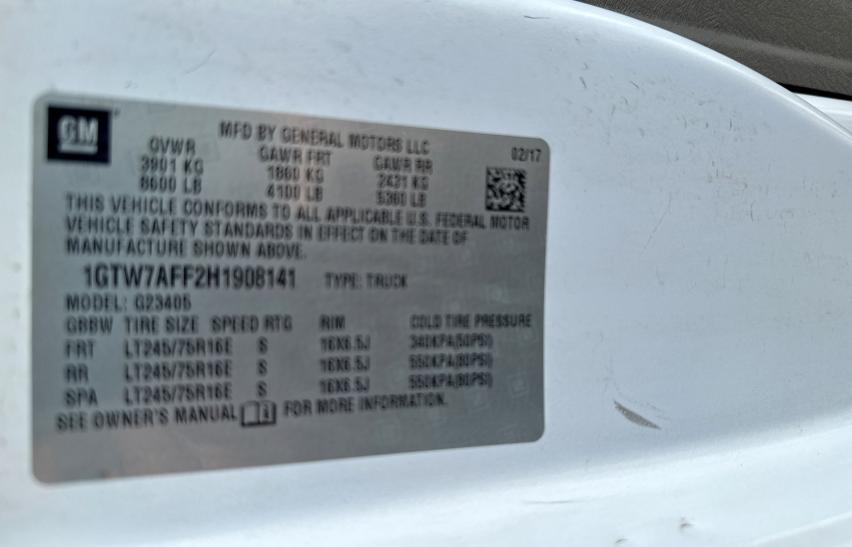 GM
MFD BY GENERAL MOTORS LLC 02/17
GVWR GAWR FRT GAWR RR
3901 KG 1860 KG 2431 KG
8600 LB 4100 LB 5360 LB
THIS VEHICLE CONFORMS TO ALL APPLICABLE U.S. FEDERAL MOTOR
VEHICLE SAFETY STANDARDS IN EFFECT ON THE DATE OF
MANUFACTURE SHOWN ABOVE.
1GTW7AFF2H1908141 TYPE: TRUCK
MODEL: G23405
GBBW TIRE SIZE SPEED RTG RIM COLD TIRE PRESSURE
FRT LT245/75R16E S 16X6.5J 340KPA(50PSI)
RR LT245/75R16E S 16X6.5J 550KPA(80PSI)
SPA LT245/75R16E S 16X6.5J 550KPA(80PSI)
SEE OWNER'S MANUAL FOR MORE INFORMATION.